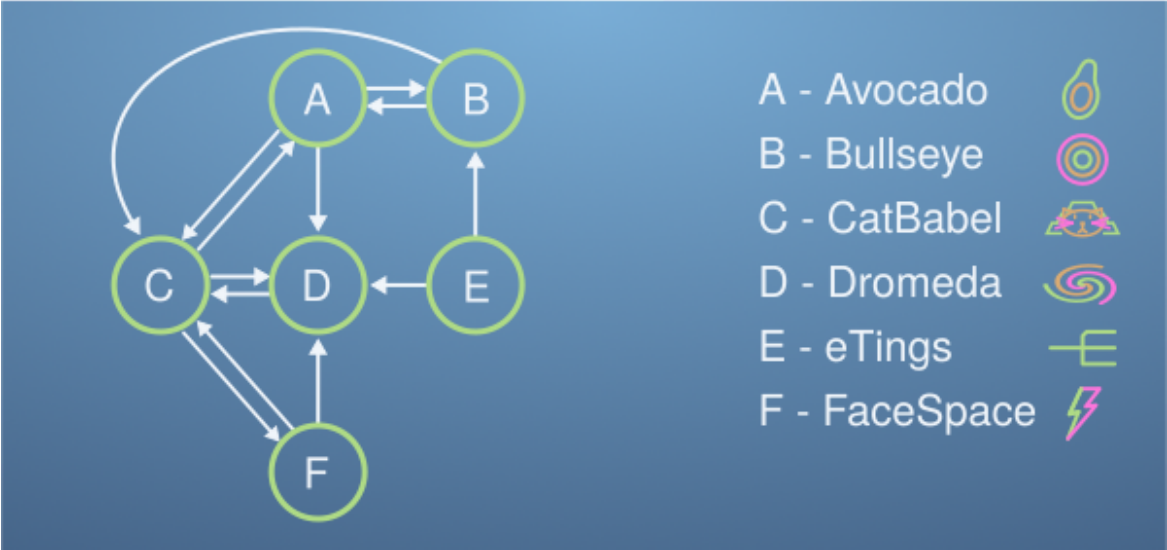 A
B
C
D
E
F
A - Avocado
B - Bullseye
C - CatBabel
D - Dromeda
E - eTings
F - FaceSpace